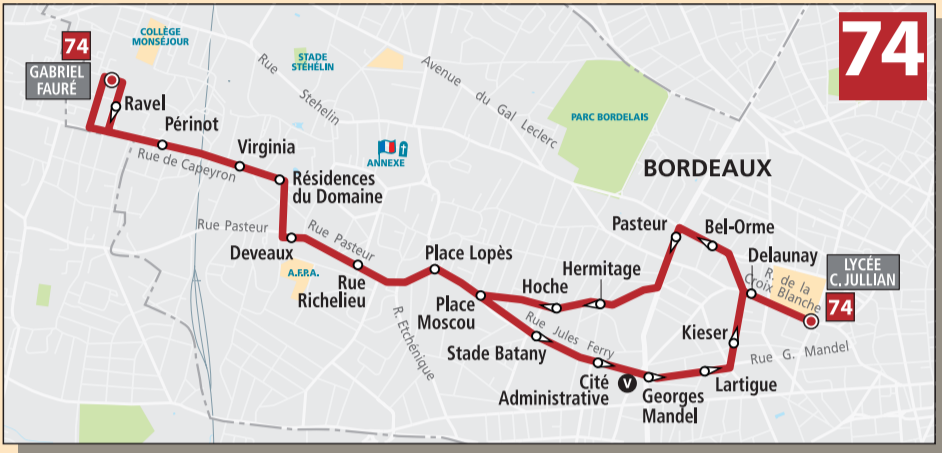 74
COLLÈGE
MONSÉJOUR
74
GABRIEL
FAURÉ
Ravel
Périnot
Rue de Capeyron
Virginia
Résidences
du Domaine
Rue Stehelin
STADE
STÉHÉLIN
ANNEXE
Avenue du Gal Leclerc
PARC BORDELAIS
BORDEAUX
Rue Pasteur
Deveaux
Rue Pasteur
A.F.P.A.
Rue
Richelieu
Place Lopès
R. Etchénique
Place
Moscou
Hoche
Hermitage
Pasteur
Bel-Orme
Delaunay
R. de la
Croix Blanche
LYCÉE
C. JULLIAN
74
Rue Jules Ferry
Stade Batany
Cité
Administrative
V
Georges
Mandel
Lartigue
Kieser
Rue G. Mandel